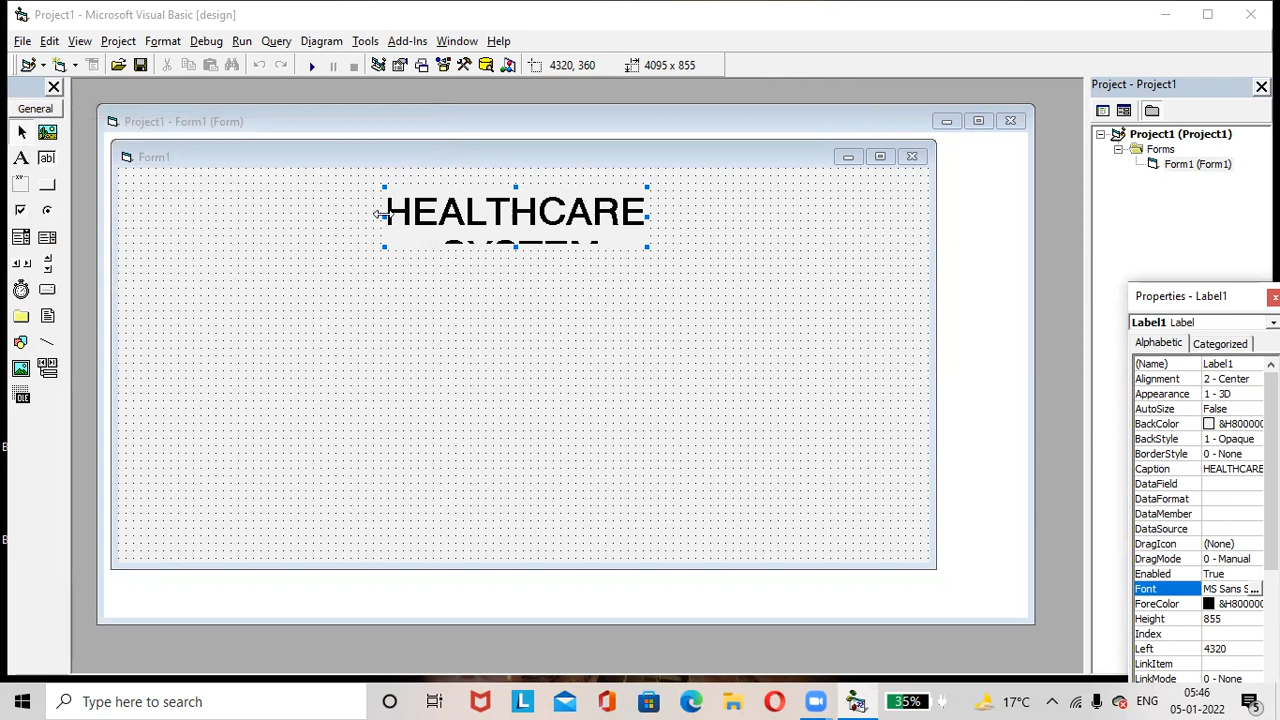 Project1 - Microsoft Visual Basic [design]
File Edit View Project Format Debug Run Query Diagram Tools Add-Ins Window Help
4320, 360 4095 x 855
General
Project1 - Form1 (Form)
Form1
HEALTHCARE
SYSTEM
Project - Project1
Project1 (Project1)
Forms
Form1 (Form1)
Properties - Label1
Label1 Label
Alphabetic Categorized
(Name) Label1
Alignment 2 - Center
Appearance 1 - 3D
AutoSize False
BackColor &H800000
BackStyle 1 - Opaque
BorderStyle 0 - None
Caption HEALTHCARE
DataField
DataFormat
DataMember
DataSource
DragIcon (None)
DragMode 0 - Manual
Enabled True
Font MS Sans S ...
ForeColor &H800000
Height 855
Index
Left 4320
LinkItem
LinkMode 0 - None
Type here to search
35%
17°C
ENG
05:46
05-01-2022
5